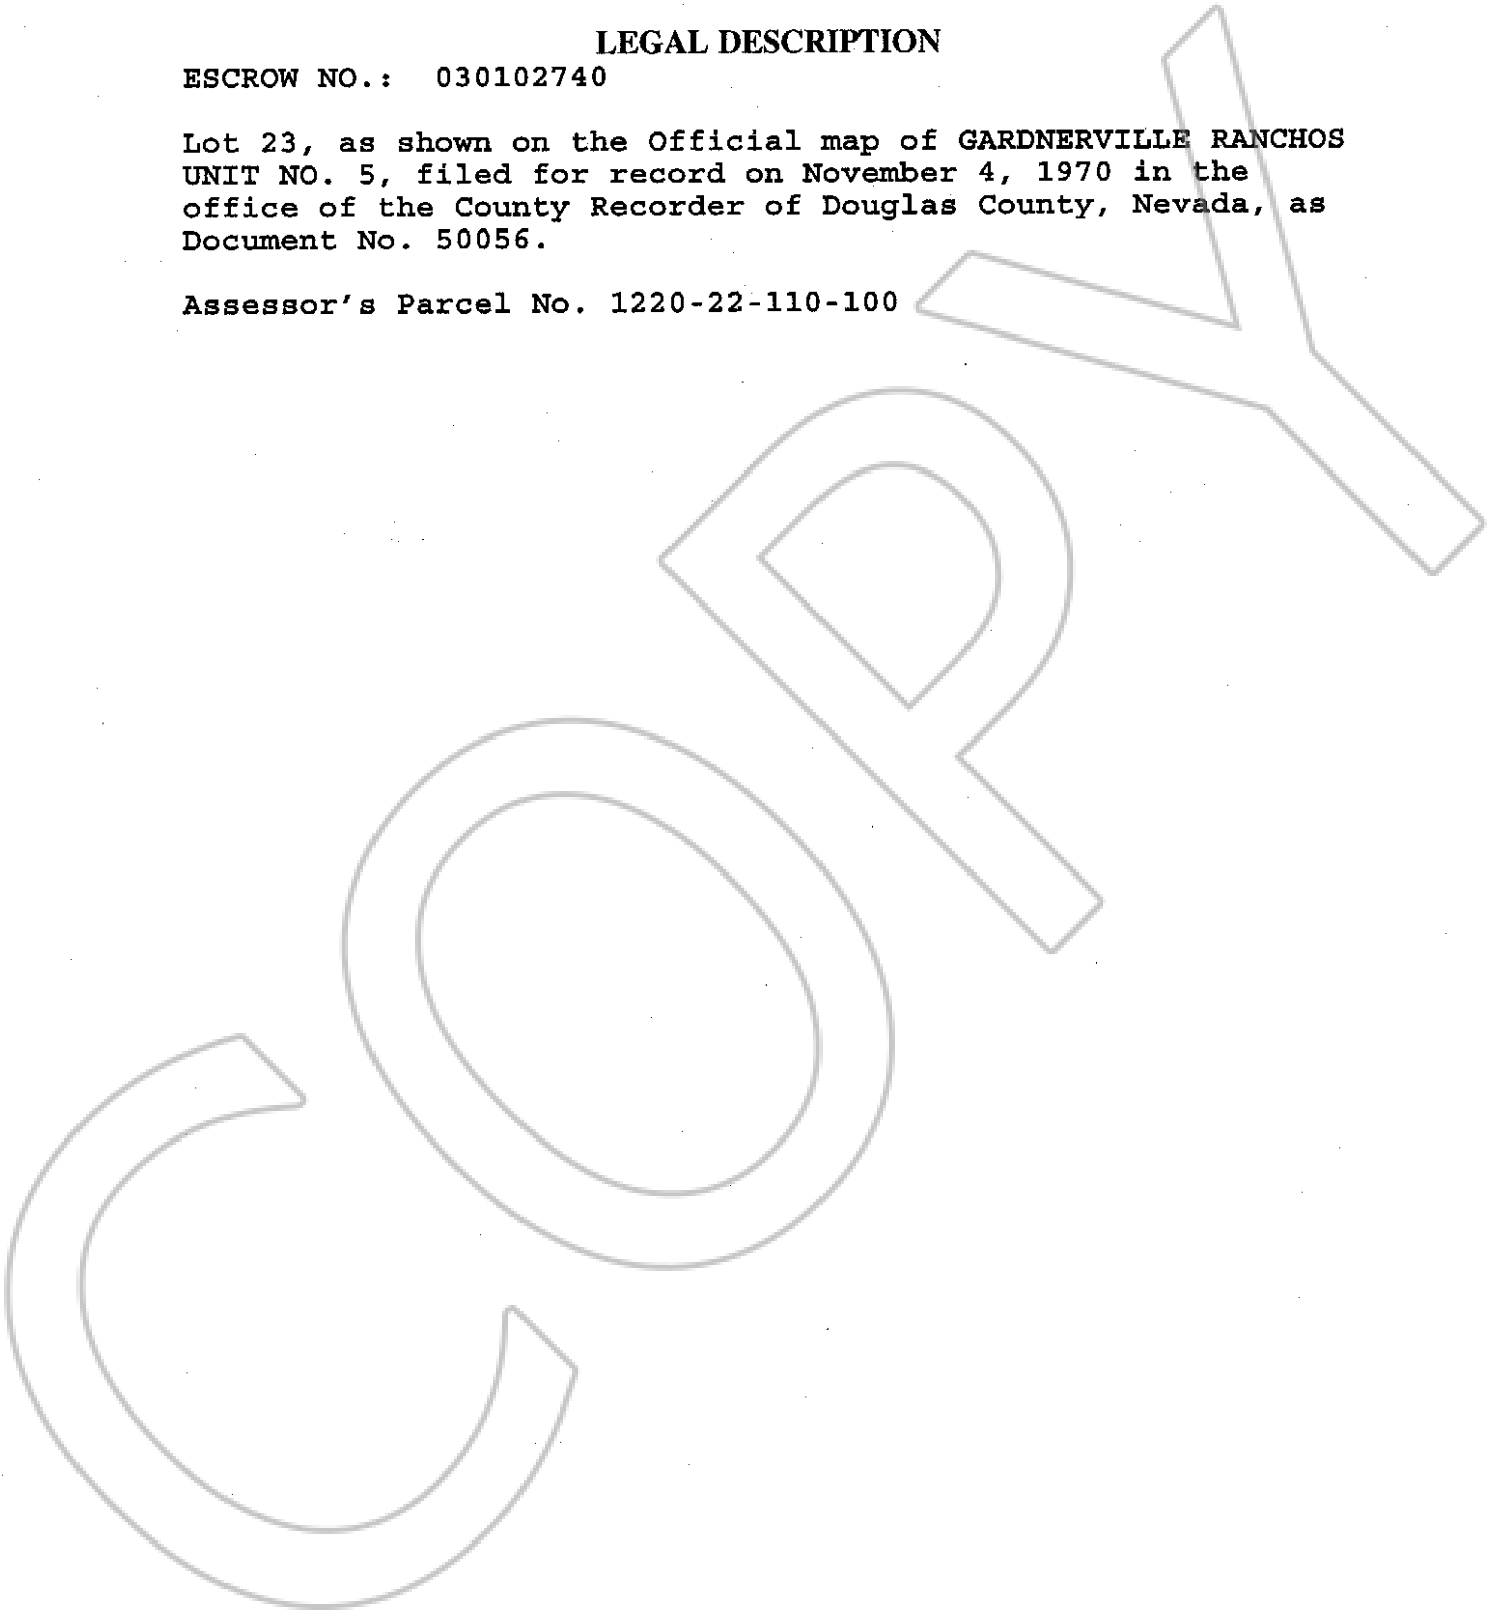 LEGAL DESCRIPTION
ESCROW NO.: 030102740
Lot 23, as shown on the Official map of GARDNERVILLE RANCHOS
UNIT NO. 5, filed for record on November 4, 1970 in the
office of the County Recorder of Douglas County, Nevada, as
Document No. 50056.
Assessor's Parcel No. 1220-22-110-100
COPY